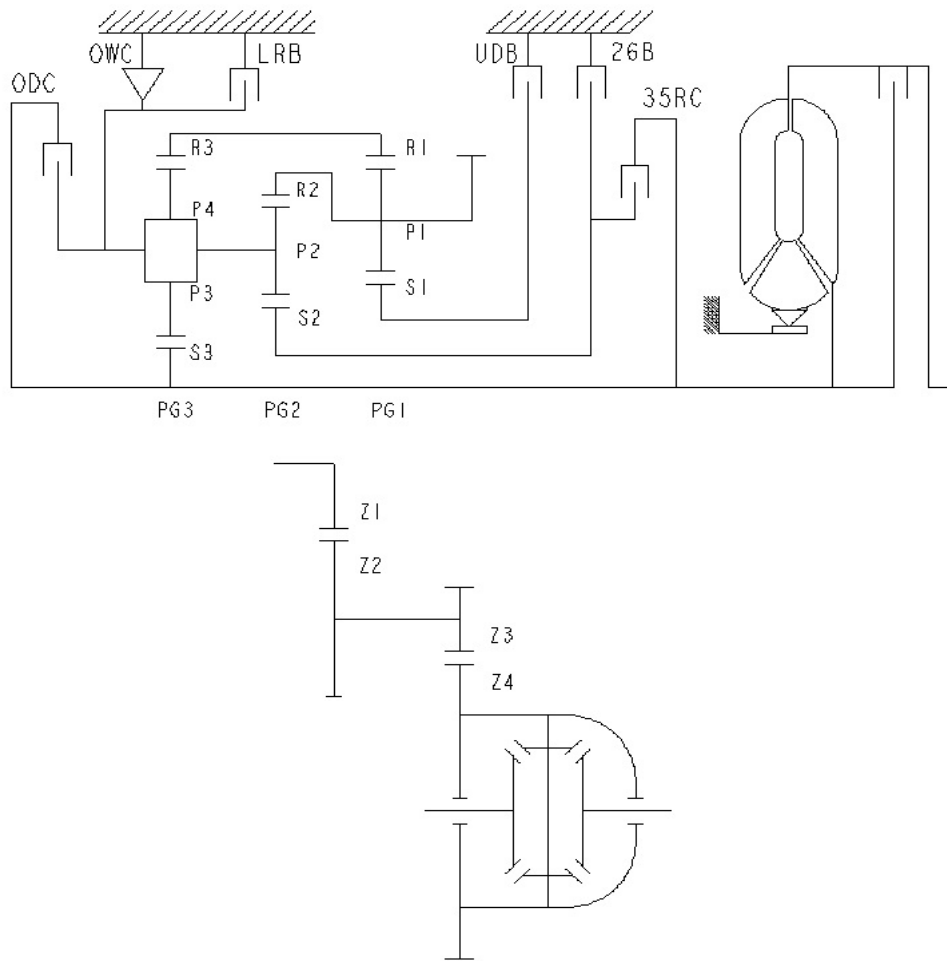 OWC LRB UDB 26B
ODC 35RC
R3 R1
R2
P4 P1
P2
P3 S1
S2
S3
PG3 PG2 PG1
Z1
Z2
Z3
Z4